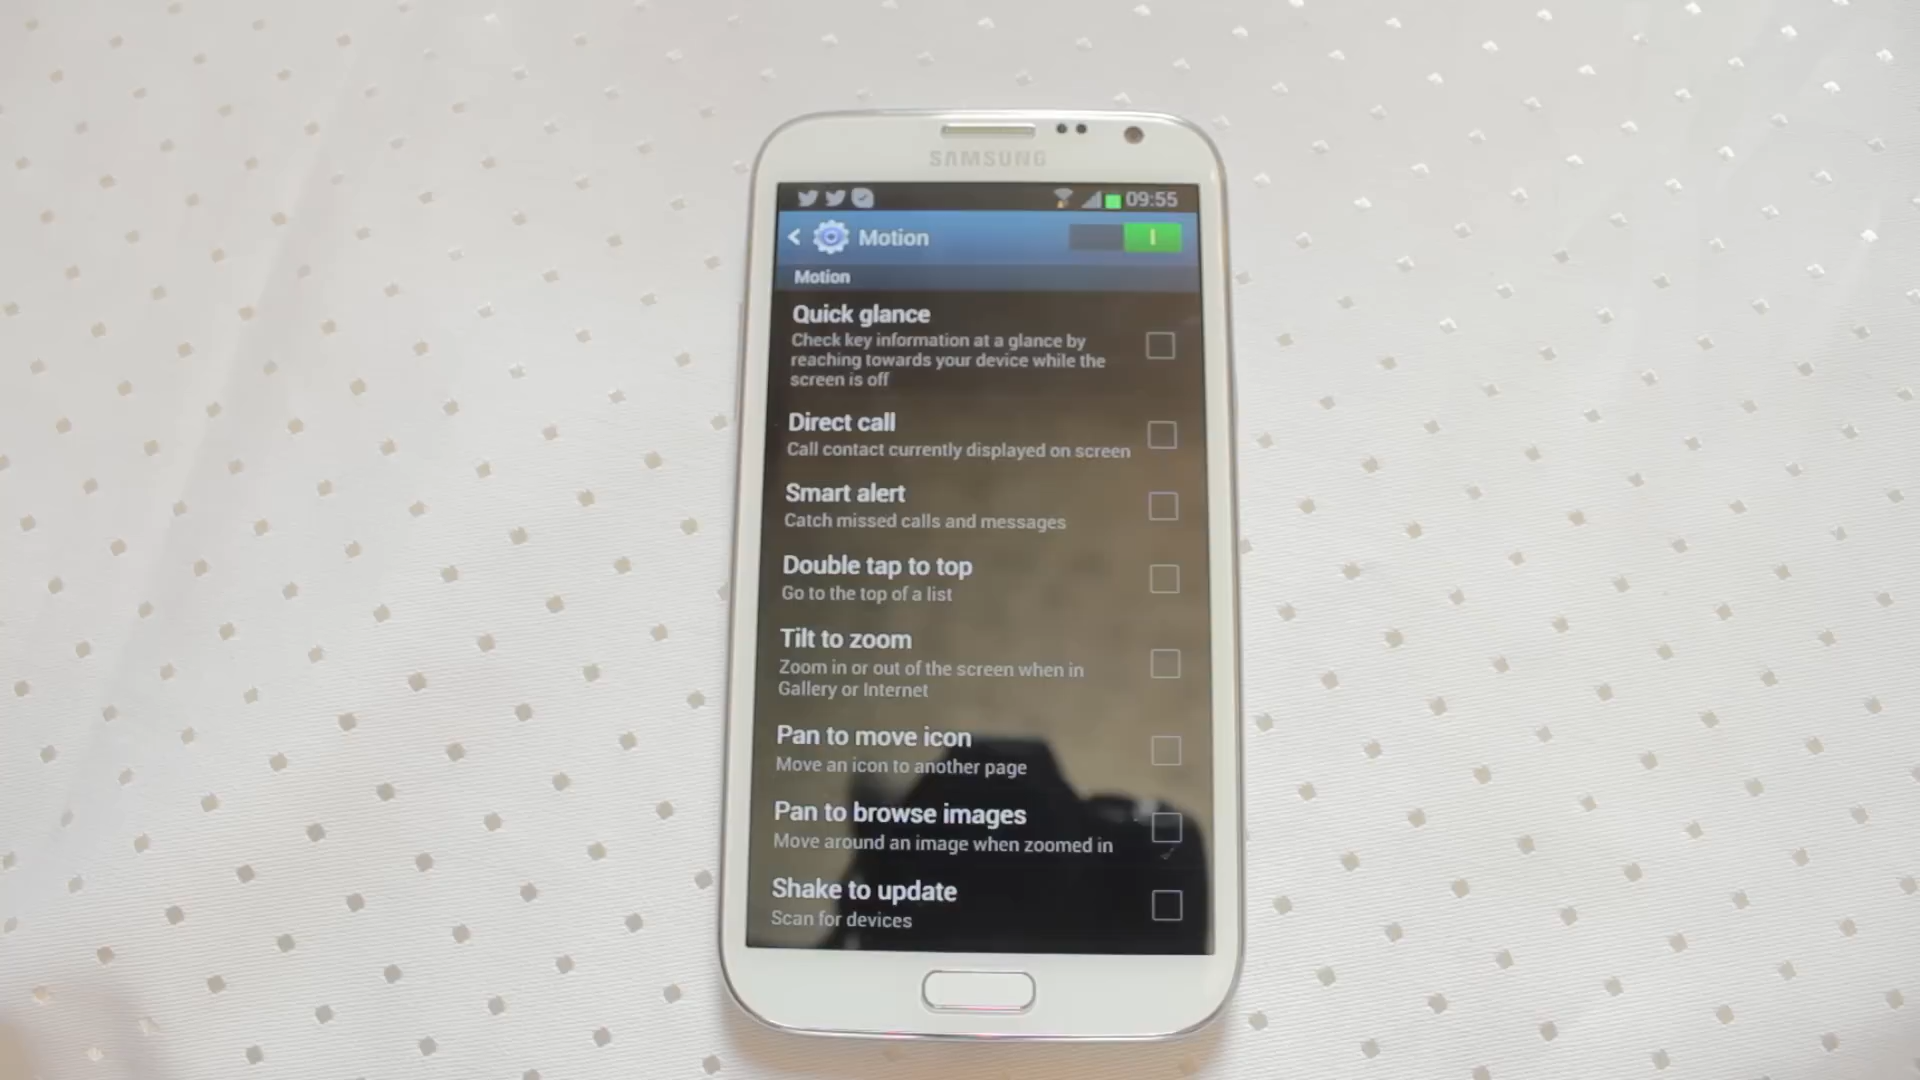 SAMSUNG
09:55
Motion
Motion
Quick glance
Check key information at a glance by
reaching towards your device while the
screen is off
Direct call
Call contact currently displayed on screen
Smart alert
Catch missed calls and messages
Double tap to top
Go to the top of a list
Tilt to zoom
Zoom in or out of the screen when in
Gallery or Internet
Pan to move icon
Move an icon to another page
Pan to browse images
Move around an image when zoomed in
Shake to update
Scan for devices